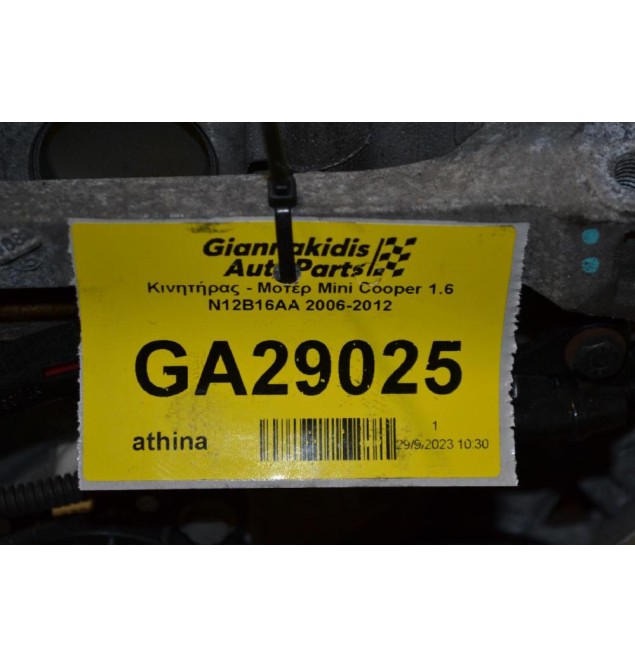 Giannakidis
AutoParts
Κινητήρας - Μοτέρ Mini Cooper 1.6
N12B16AA 2006-2012
GA29025
athina
1
29/9/2023 10:30